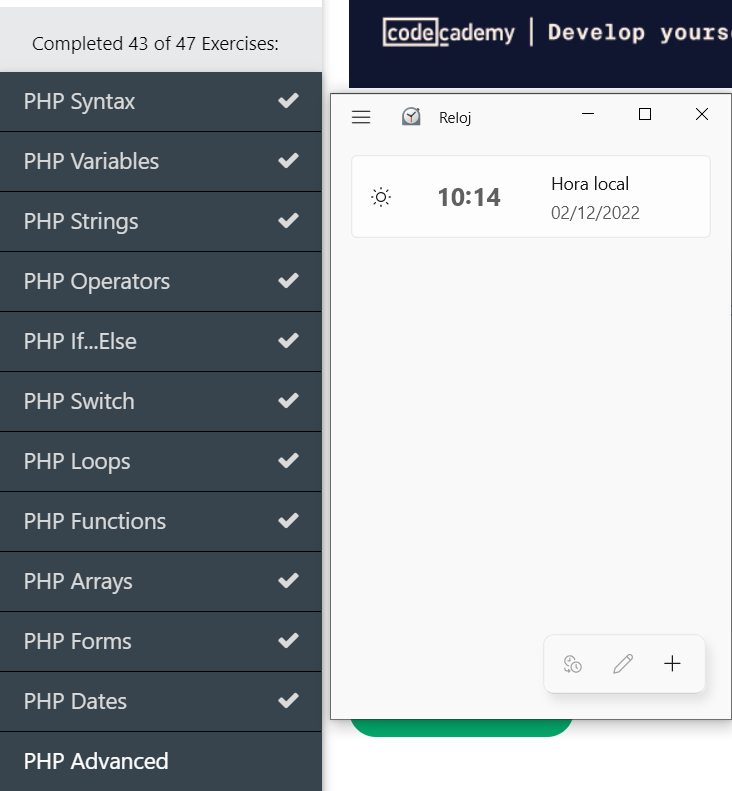 Completed 43 of 47 Exercises:
PHP Syntax
PHP Variables
PHP Strings
PHP Operators
PHP If...Else
PHP Switch
PHP Loops
PHP Functions
PHP Arrays
PHP Forms
PHP Dates
PHP Advanced
codecademy | Develop yours
Reloj
10:14
Hora local
02/12/2022